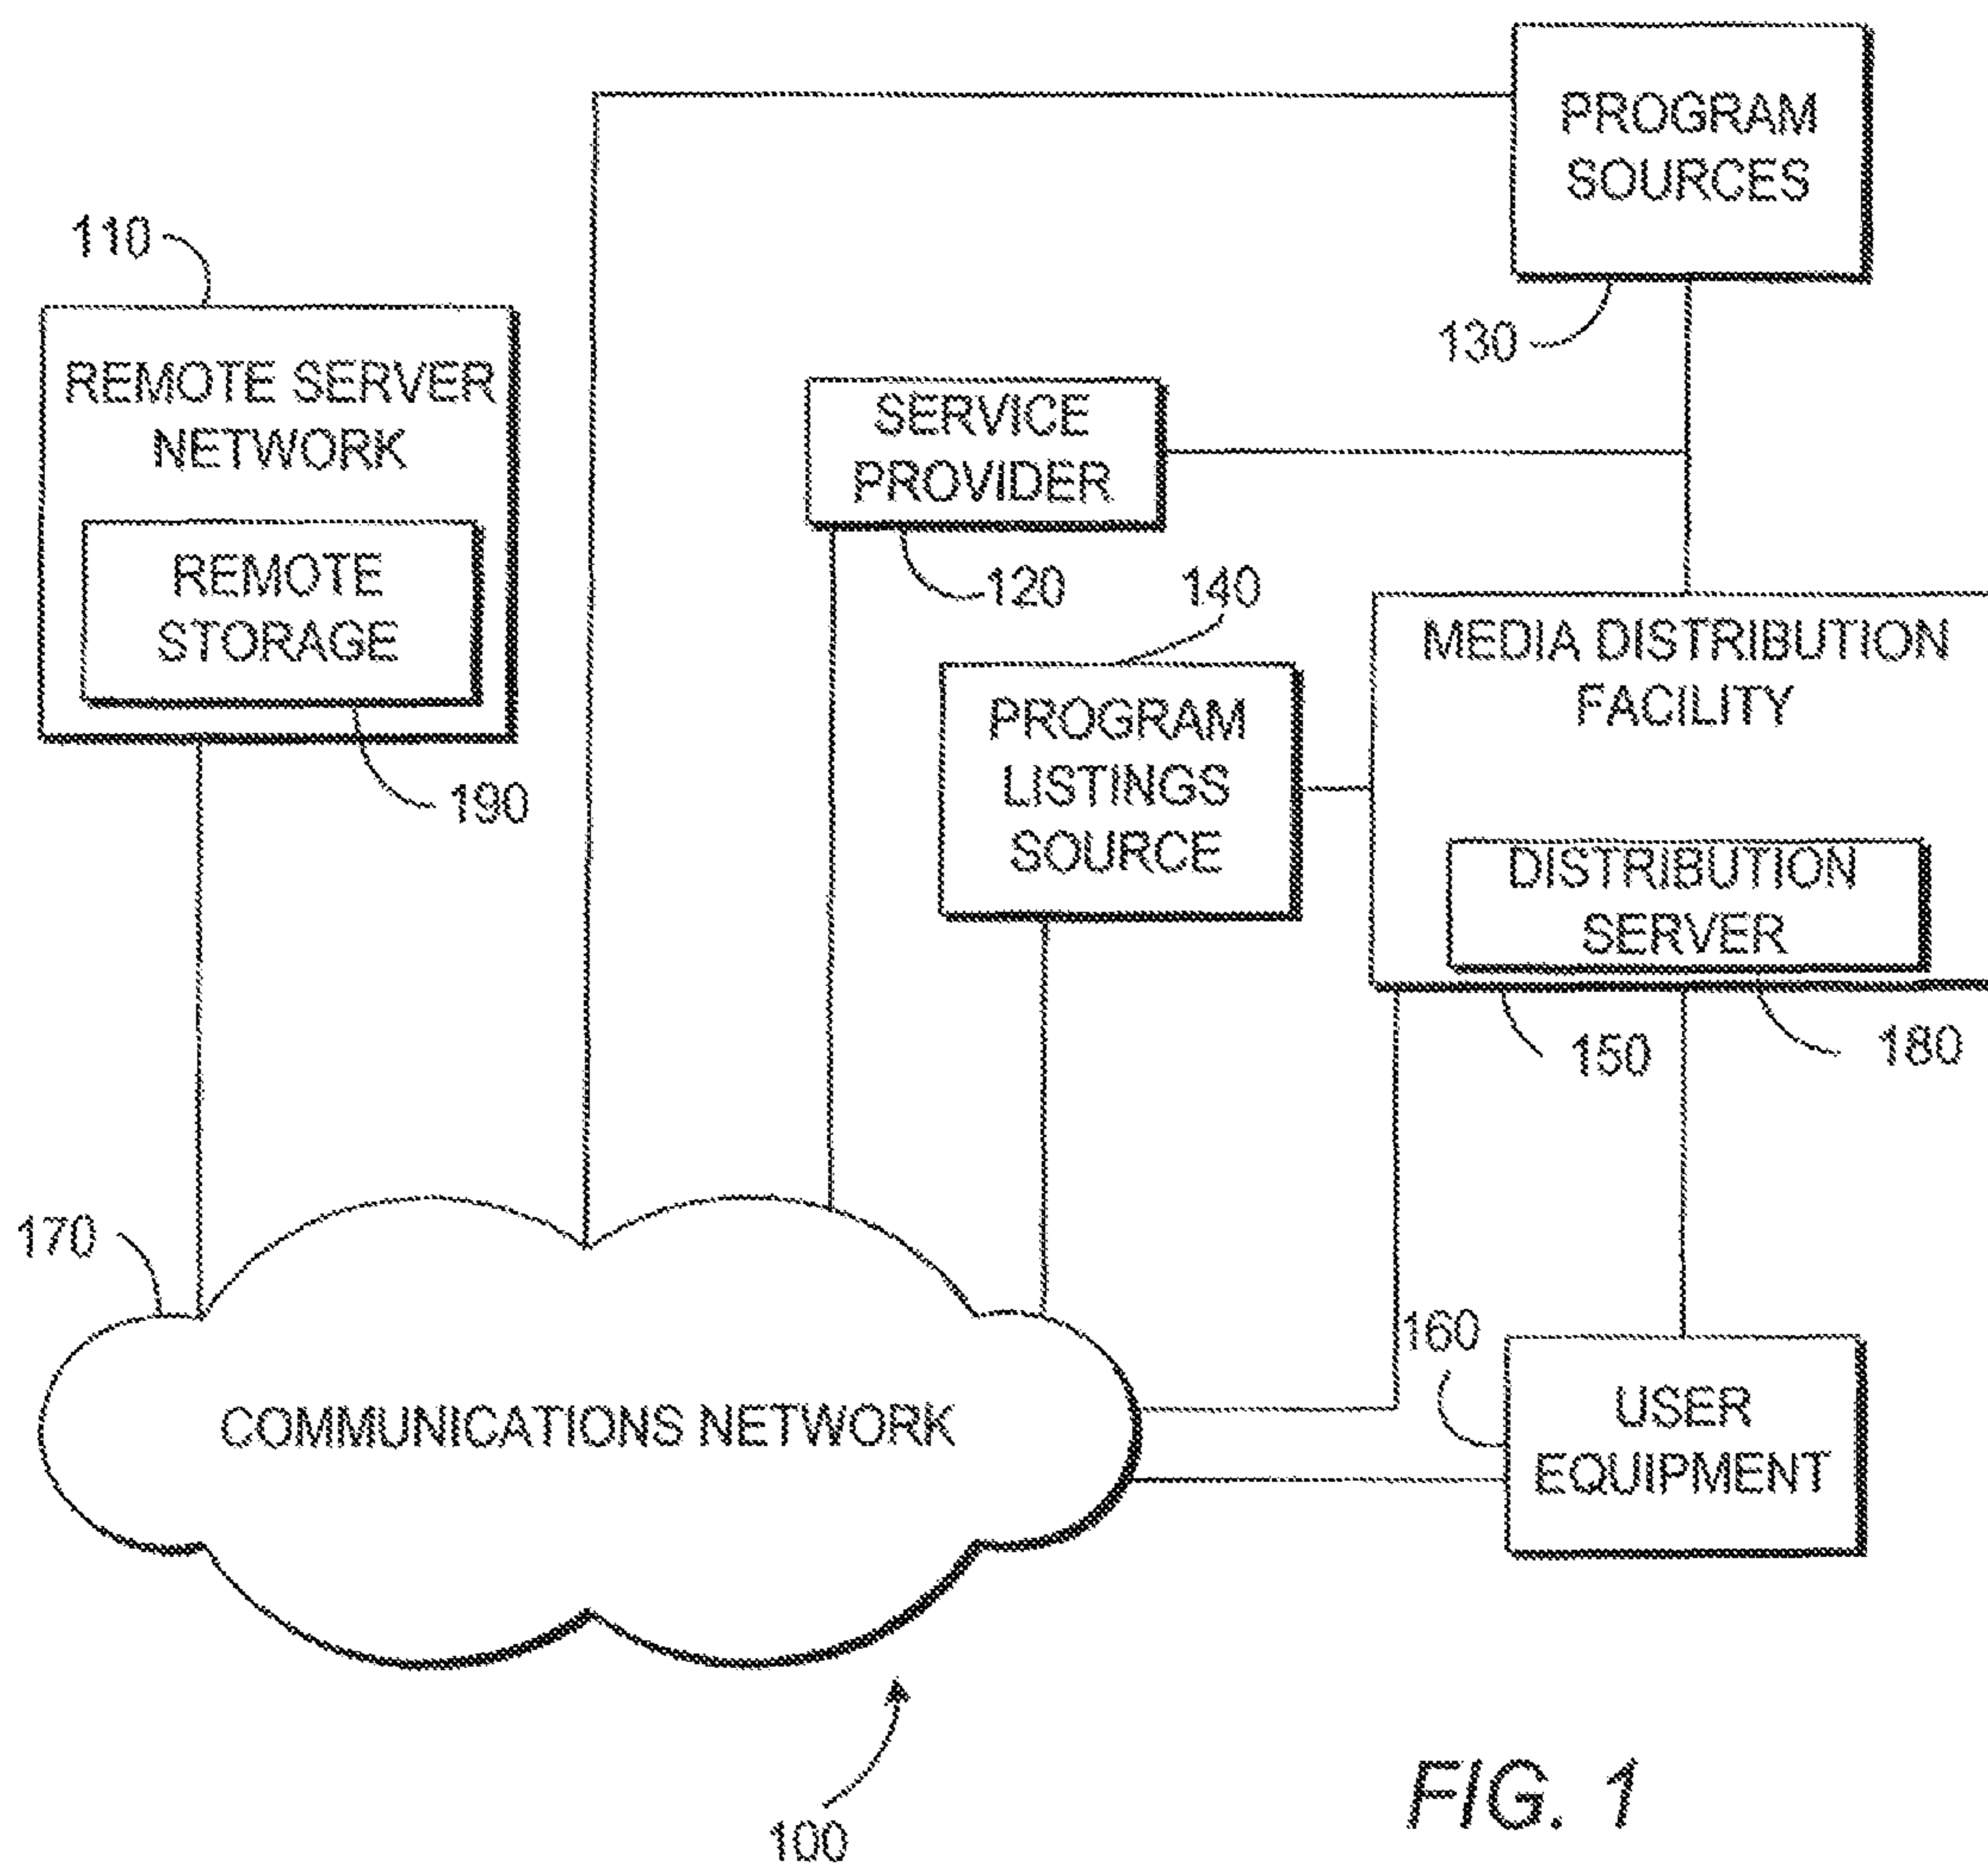 PROGRAM
SOURCES
130
110
REMOTE SERVER
NETWORK
REMOTE
STORAGE
190
SERVICE
PROVIDER
120
140
PROGRAM
LISTINGS
SOURCE
MEDIA DISTRIBUTION
FACILITY
DISTRIBUTION
SERVER
150
180
170
COMMUNICATIONS NETWORK
160
USER
EQUIPMENT
100
FIG. 1